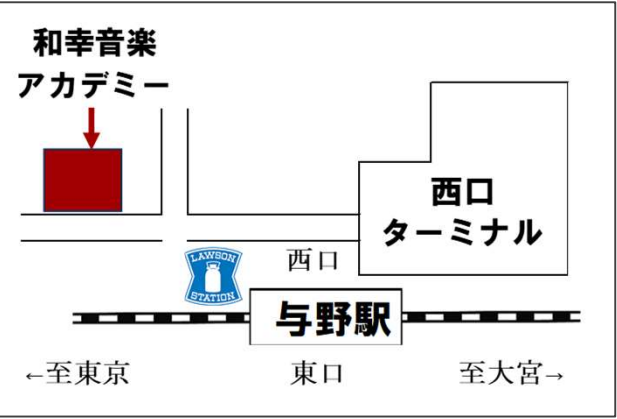 和幸音楽
アカデミー
西口
ターミナル
西口
LAWSON
STATION
与野駅
←至東京
東口
至大宮→